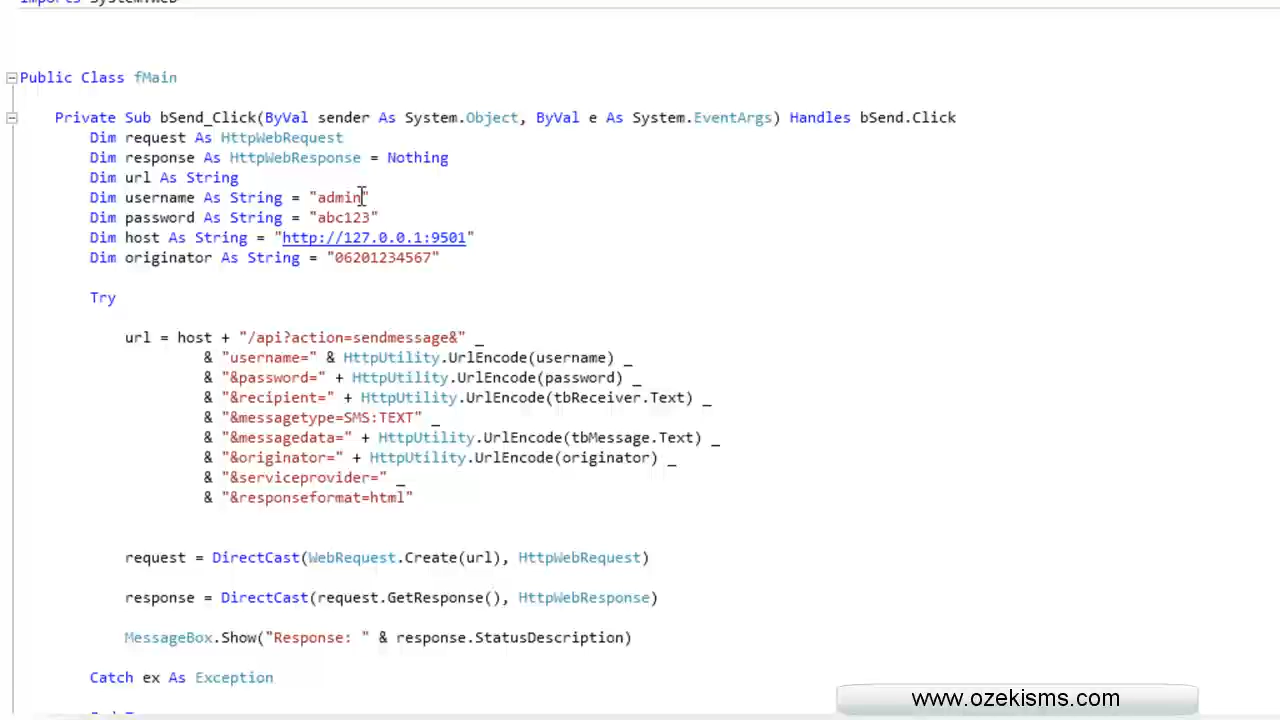 Imports System.Web
Public Class fMain
Private Sub bSend_Click(ByVal sender As System.Object, ByVal e As System.EventArgs) Handles bSend.Click
Dim request As HttpWebRequest
Dim response As HttpWebResponse = Nothing
Dim url As String
Dim username As String = "admin"
Dim password As String = "abc123"
Dim host As String = "http://127.0.0.1:9501"
Dim originator As String = "06201234567"
Try
url = host + "/api?action=sendmessage&" _
& "username=" & HttpUtility.UrlEncode(username) _
& "&password=" + HttpUtility.UrlEncode(password) _
& "&recipient=" + HttpUtility.UrlEncode(tbReceiver.Text) _
& "&messagetype=SMS:TEXT" _
& "&messagedata=" + HttpUtility.UrlEncode(tbMessage.Text) _
& "&originator=" + HttpUtility.UrlEncode(originator) _
& "&serviceprovider=" _
& "&responseformat=html"
request = DirectCast(WebRequest.Create(url), HttpWebRequest)
response = DirectCast(request.GetResponse(), HttpWebResponse)
MessageBox.Show("Response: " & response.StatusDescription)
Catch ex As Exception
www.ozekisms.com